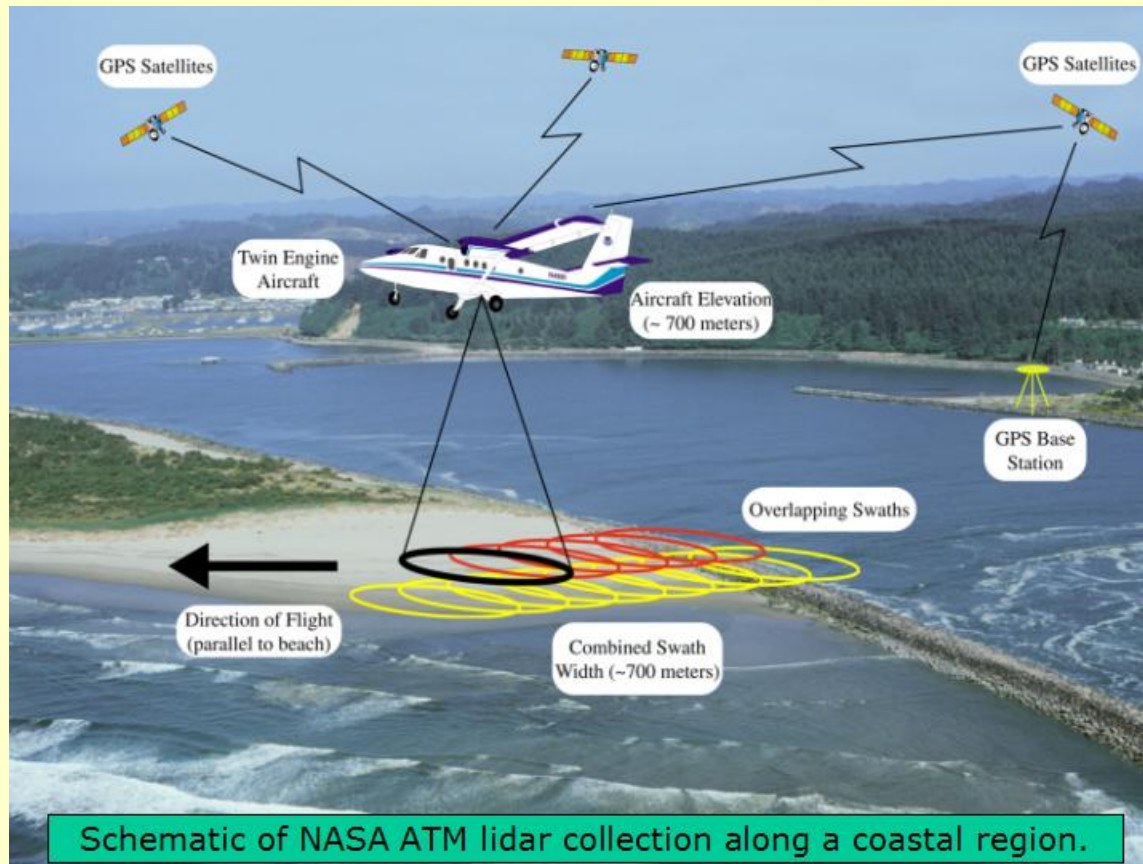 GPS Satellites
GPS Satellites
Twin Engine
Aircraft
Aircraft Elevation
(~ 700 meters)
GPS Base
Station
Overlapping Swaths
Direction of Flight
(parallel to beach)
Combined Swath
Width (~700 meters)
Schematic of NASA ATM lidar collection along a coastal region.